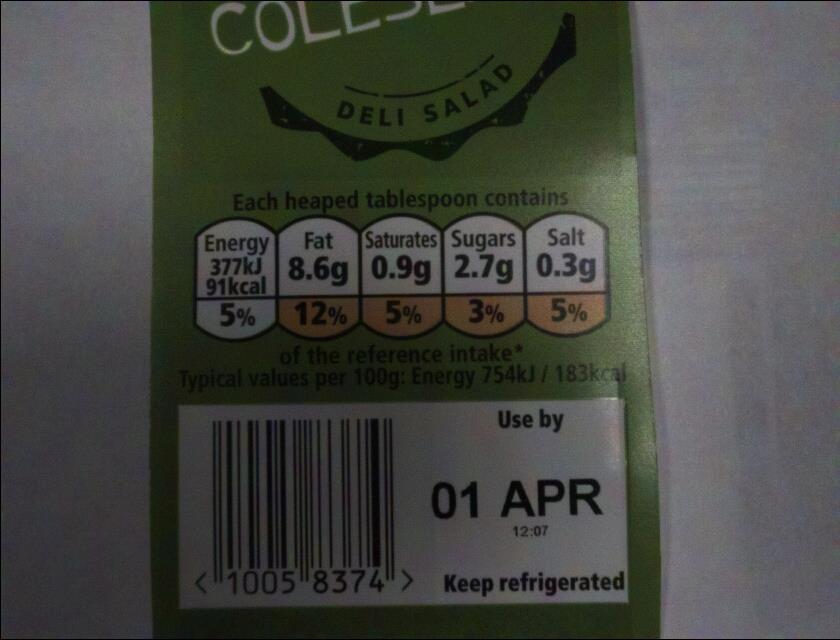 DELI SALAD
Each heaped tablespoon contains
Energy 377kJ 91kcal 5%
Fat 8.6g 12%
Saturates 0.9g 5%
Sugars 2.7g 3%
Salt 0.3g 5%
of the reference intake*
Typical values per 100g: Energy 754kJ / 183kcal
Use by
01 APR
12:07
< 1005 8374 >
Keep refrigerated